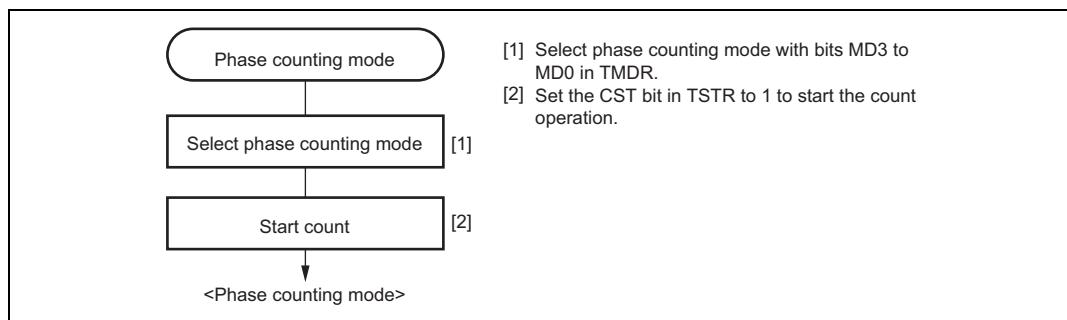 Phase counting mode
Select phase counting mode [1]
Start count [2]
<Phase counting mode>
[1] Select phase counting mode with bits MD3 to
MD0 in TMDR.
[2] Set the CST bit in TSTR to 1 to start the count
operation.